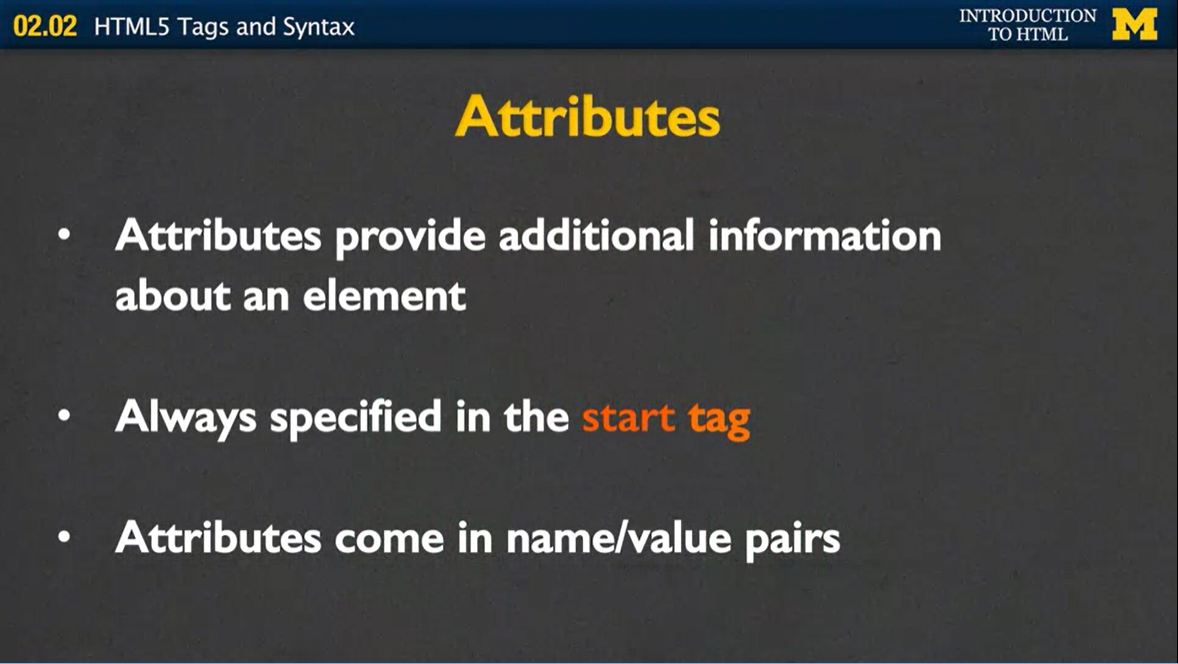 02.02 HTML5 Tags and Syntax
INTRODUCTION
TO HTML
M
Attributes
• Attributes provide additional information
about an element
• Always specified in the start tag
• Attributes come in name/value pairs